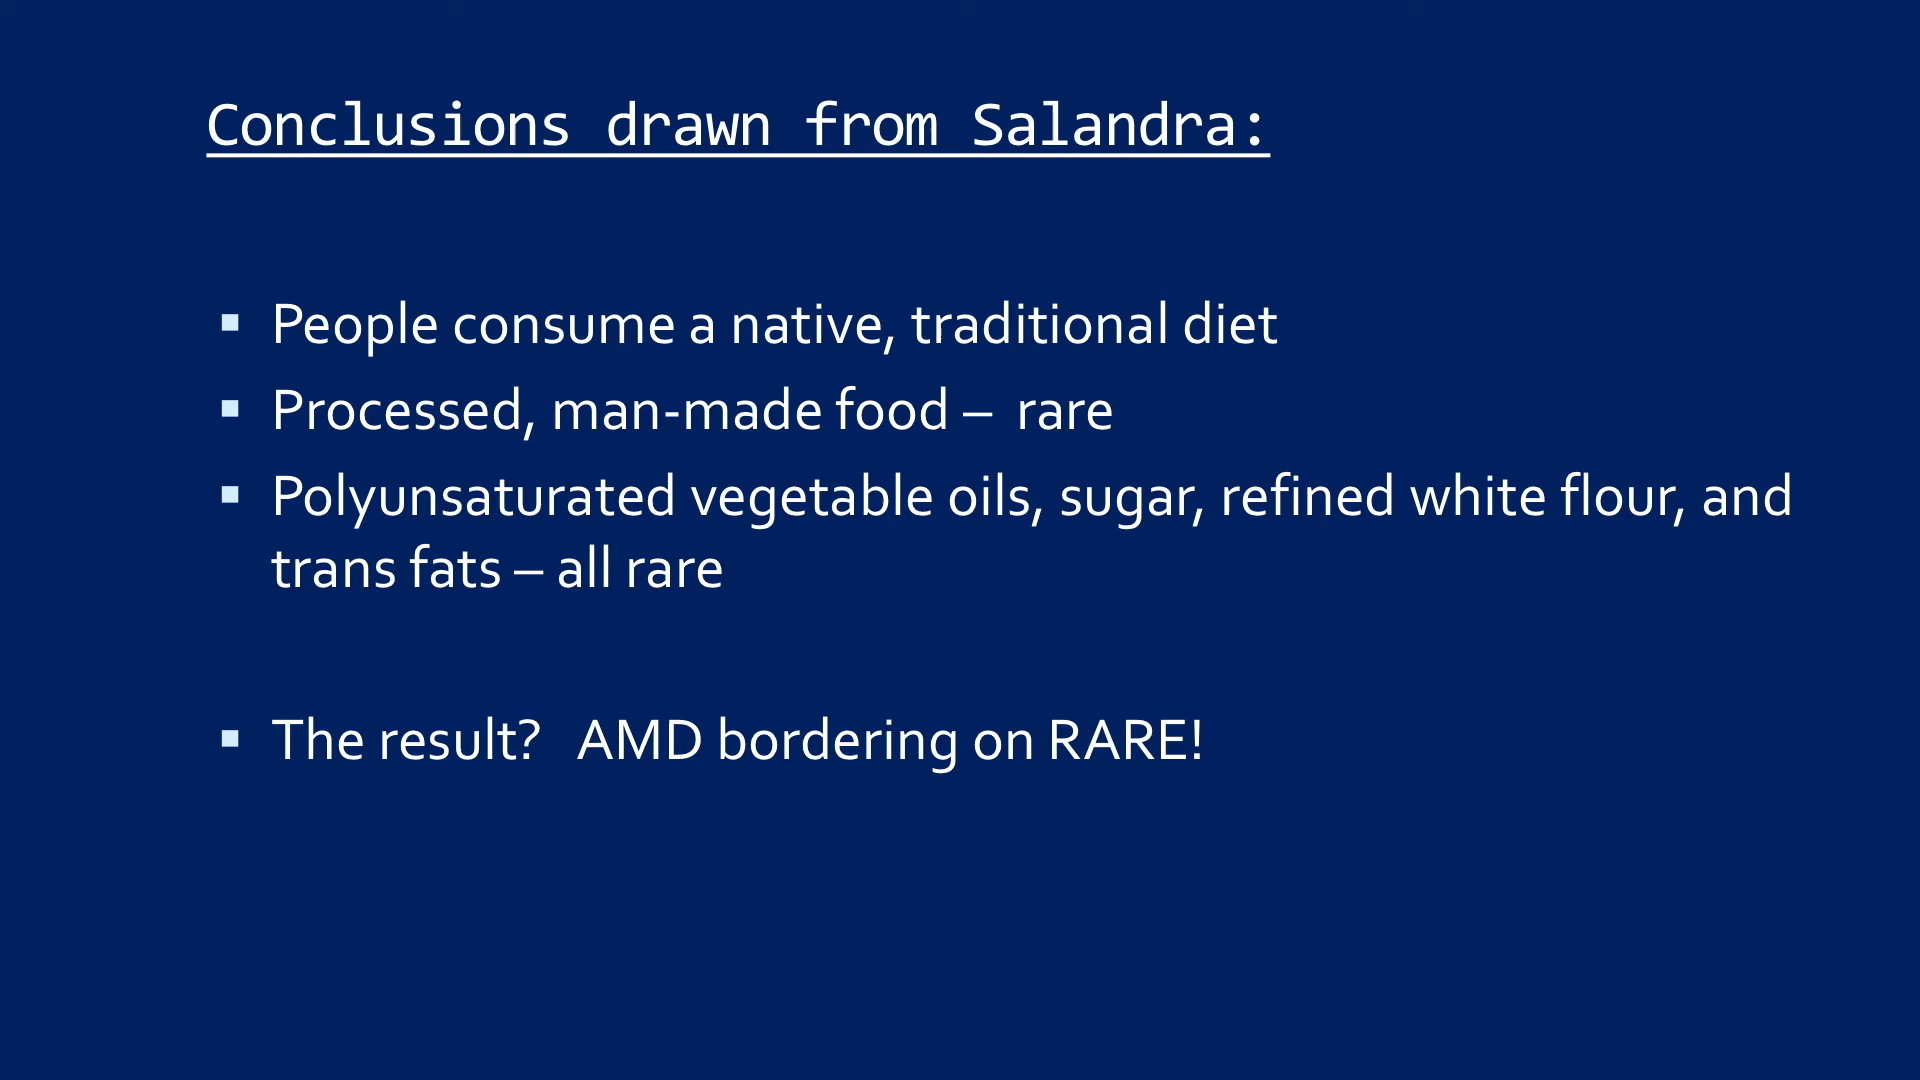 Conclusions drawn from Salandra:
▪ People consume a native, traditional diet
▪ Processed, man-made food –  rare
▪ Polyunsaturated vegetable oils, sugar, refined white flour, and
trans fats – all rare
▪ The result?   AMD bordering on RARE!